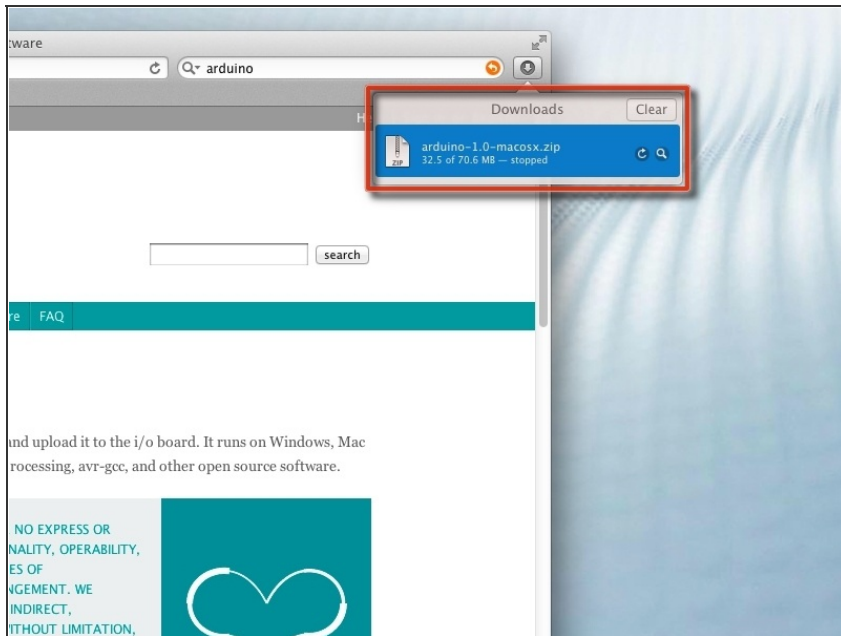 tware
arduino
Downloads
Clear
arduino-1.0-macosx.zip
ZIP
32.5 of 70.6 MB — stopped
search
re FAQ
and upload it to the i/o board. It runs on Windows, Mac
rocessing, avr-gcc, and other open source software.
NO EXPRESS OR
NALITY, OPERABILITY,
ES OF
NGEMENT. WE
INDIRECT,
ITHOUT LIMITATION,